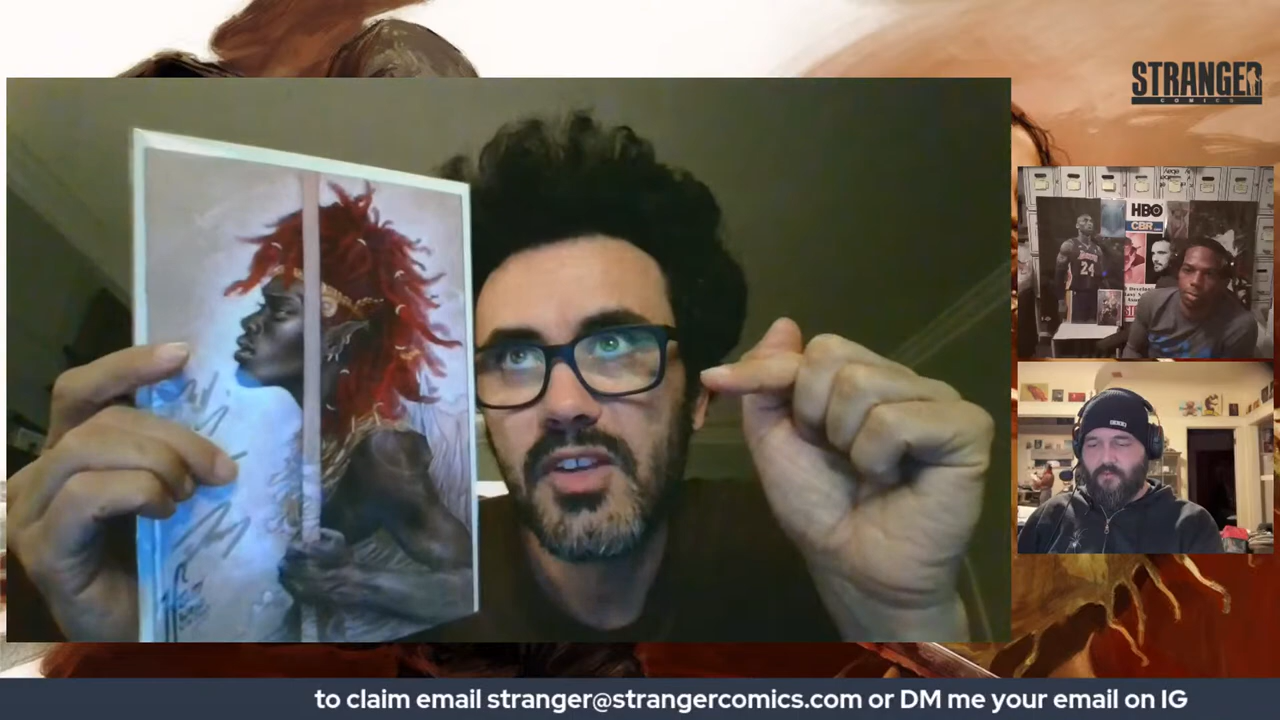 STRANGER
COMICS
HBO
CBR
24
to claim email stranger@strangercomics.com or DM me your email on IG